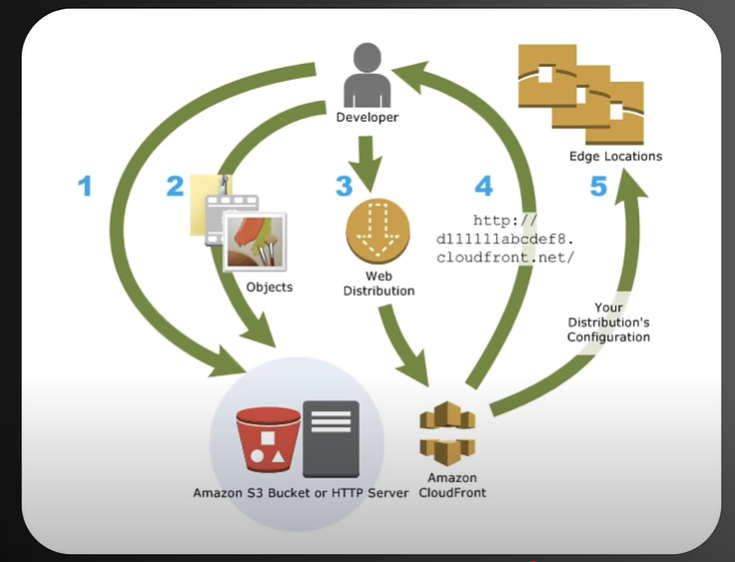 Developer
Edge Locations
1
2
3
4
5
http://
d111111abcdef8.
cloudfront.net/
Objects
Web
Distribution
Your
Distribution's
Configuration
Amazon S3 Bucket or HTTP Server
Amazon
CloudFront